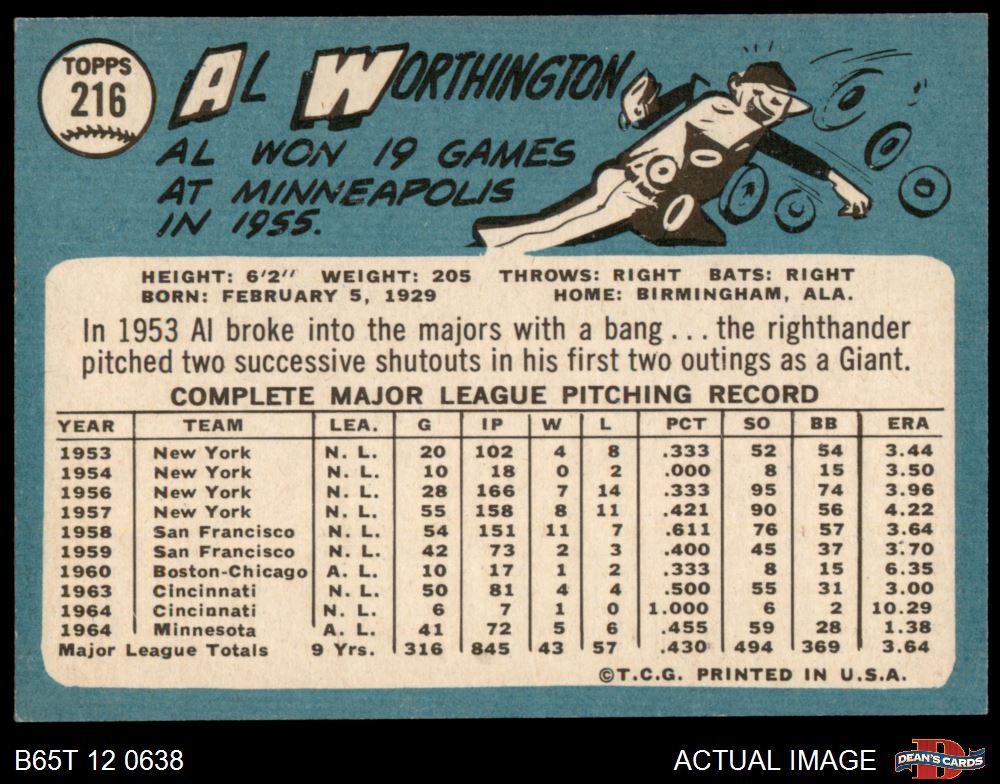 TOPPS
216
AL WORTHINGTON
AL WON 19 GAMES
AT MINNEAPOLIS
IN 1955.
HEIGHT: 6'2" WEIGHT: 205 THROWS: RIGHT BATS: RIGHT
BORN: FEBRUARY 5, 1929 HOME: BIRMINGHAM, ALA.
In 1953 Al broke into the majors with a bang . . . the righthander
pitched two successive shutouts in his first two outings as a Giant.
COMPLETE MAJOR LEAGUE PITCHING RECORD
YEAR TEAM LEA. G IP W L PCT SO BB ERA
1953 New York N. L. 20 102 4 8 .333 52 54 3.44
1954 New York N. L. 10 18 0 2 .000 8 15 3.50
1956 New York N. L. 28 166 7 14 .333 95 74 3.96
1957 New York N. L. 55 158 8 11 .421 90 56 4.22
1958 San Francisco N. L. 54 151 11 7 .611 76 57 3.64
1959 San Francisco N. L. 42 73 2 3 .400 45 37 3.70
1960 Boston-Chicago A. L. 10 17 1 2 .333 8 15 6.35
1963 Cincinnati N. L. 50 81 4 4 .500 55 31 3.00
1964 Cincinnati N. L. 6 7 1 0 1.000 6 2 10.29
1964 Minnesota A. L. 41 72 5 6 .455 59 28 1.38
Major League Totals 9 Yrs. 316 845 43 57 .430 494 369 3.64
©T.C.G. PRINTED IN U.S.A.
B65T 12 0638 ACTUAL IMAGE
DEAN'S CARDS